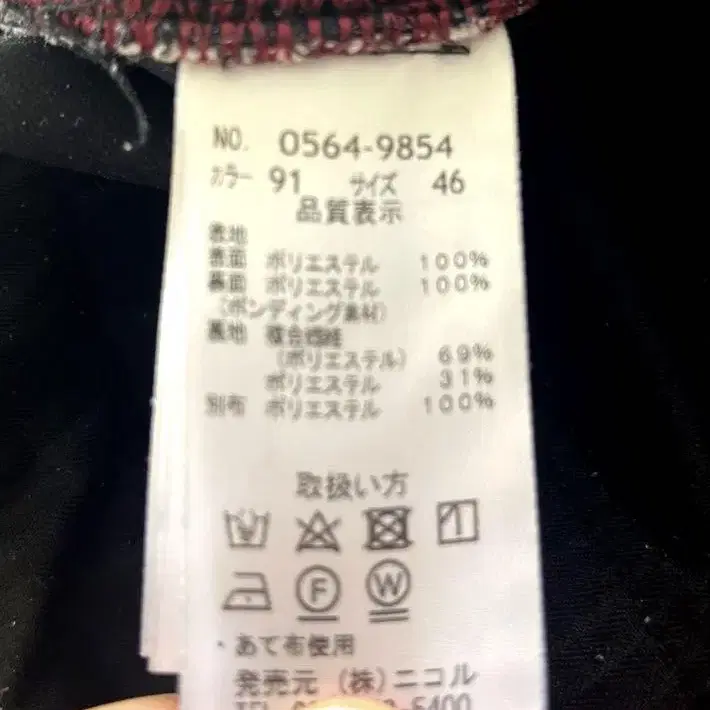 NO. 0564-9854
カラー 91 サイズ 46
品質表示
表地
表面 ポリエステル 100%
裏面 ポリエステル 100%
(ボンディング素材)
裏地 複合繊維
(ポリエステル) 69%
ポリエステル 31%
別布 ポリエステル 100%
取扱い方
F W
・あて布使用
発売元 (株)ニコル
TEL 5400